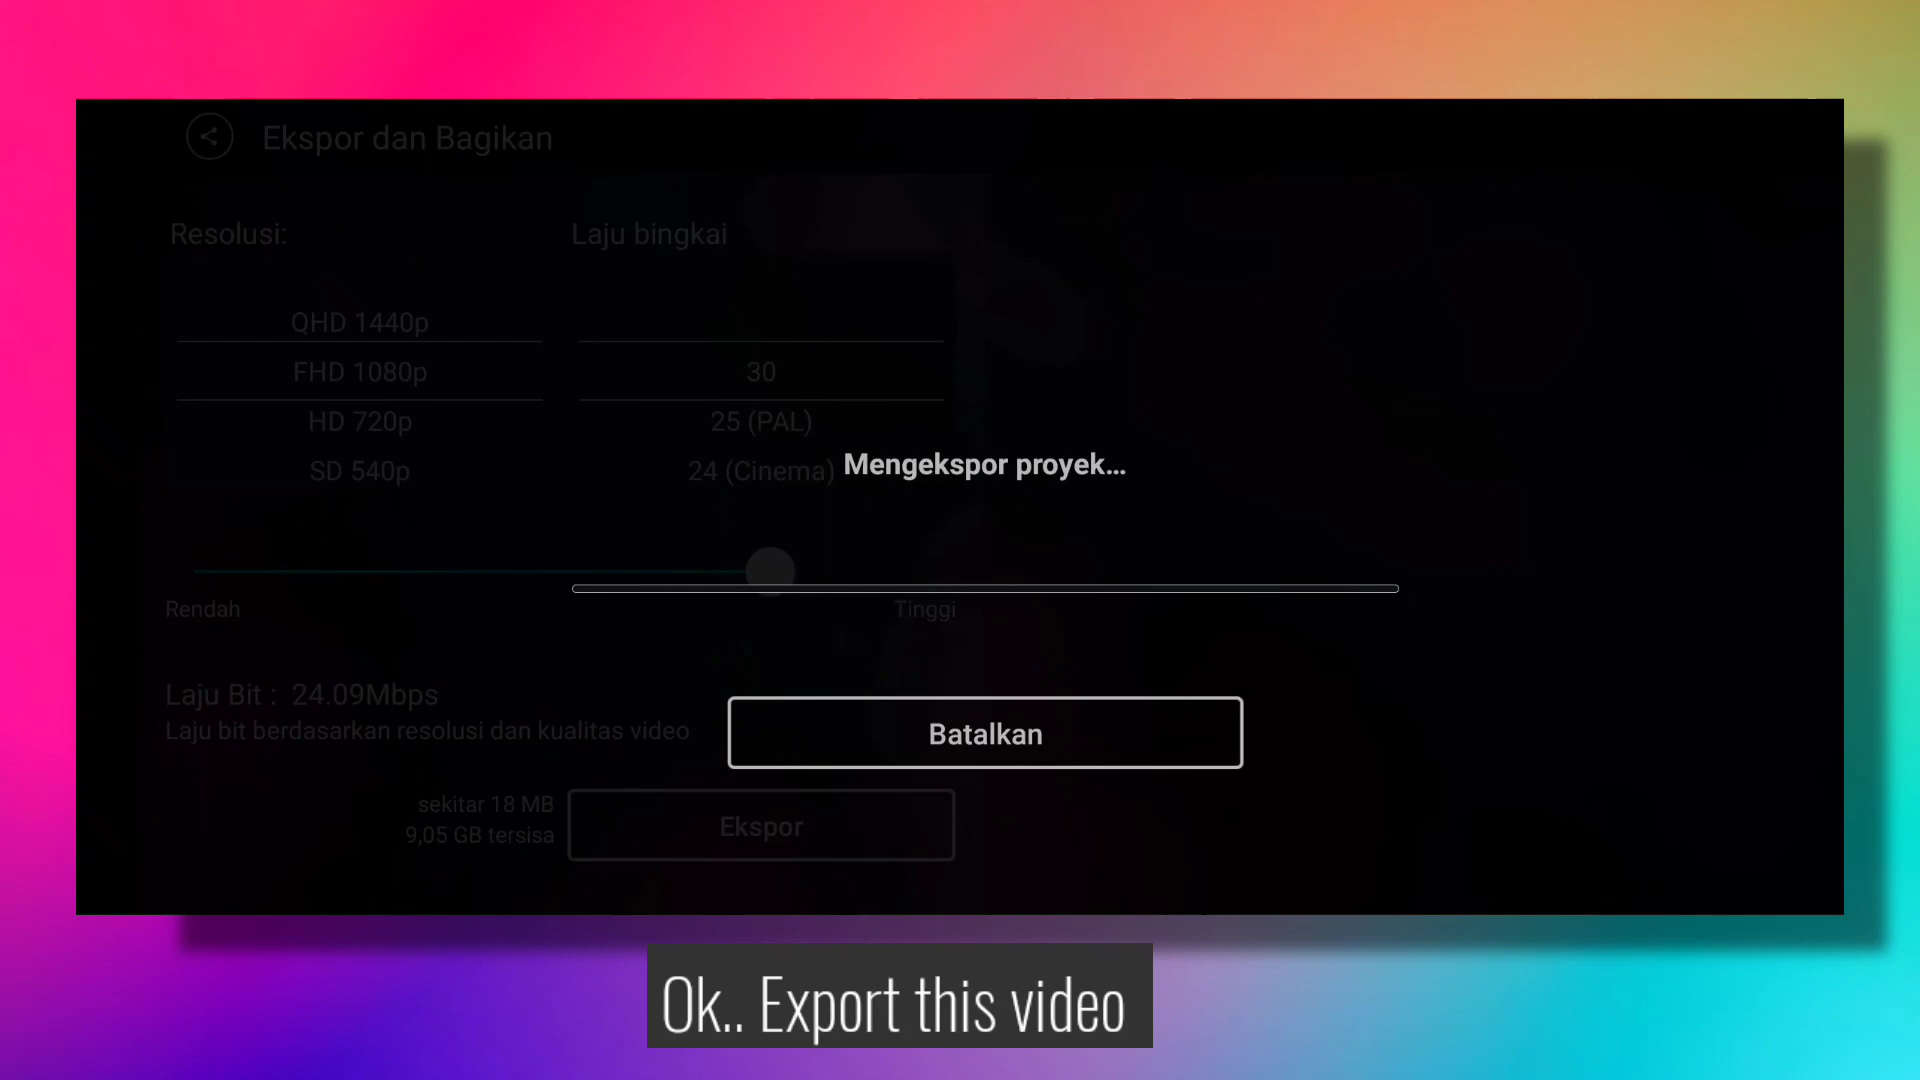 Ekspor dan Bagikan
Resolusi:
Laju bingkai
QHD 1440p
FHD 1080p
30
HD 720p
25 (PAL)
SD 540p
24 (Cinema)
Mengekspor proyek...
Rendah
Tinggi
Laju Bit : 24.09Mbps
Laju bit berdasarkan resolusi dan kualitas video
Batalkan
sekitar 18 MB
9,05 GB tersisa
Ekspor
Ok.. Export this video